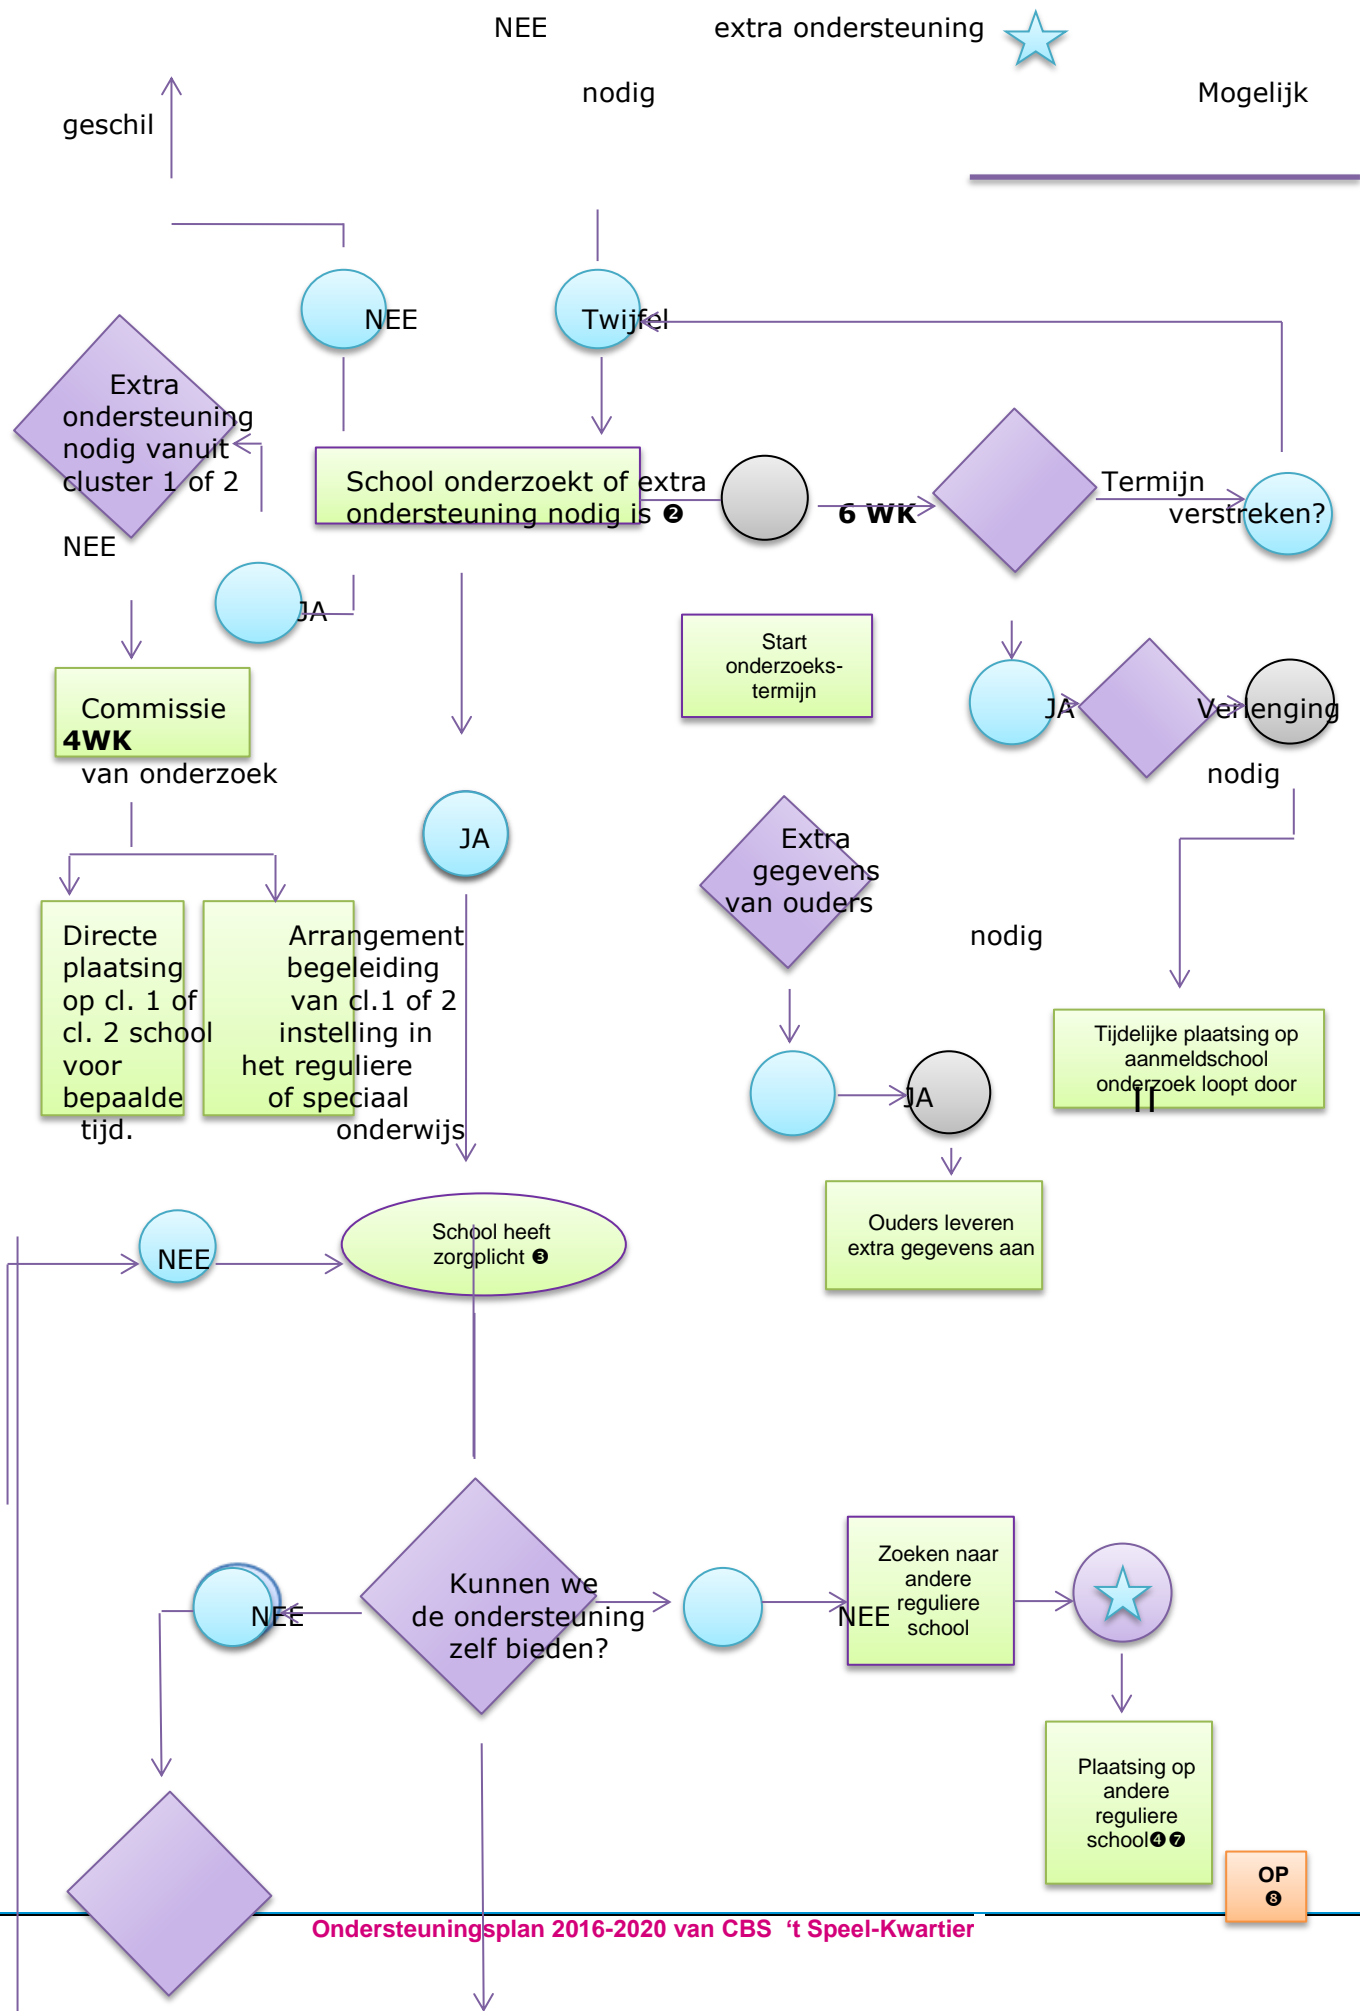 NEE extra ondersteuning
nodig Mogelijk
geschil
NEE Twijfel
Extra
ondersteuning
nodig vanuit
cluster 1 of 2
School onderzoekt of extra
ondersteuning nodig is ❷
6 WK
Termijn
verstreken?
NEE
JA
Start
onderzoeks-
termijn
Commissie
4WK
van onderzoek
JA Verlenging
nodig
JA
Extra
gegevens
van ouders
nodig
Directe
plaatsing
op cl. 1 of
cl. 2 school
voor
bepaalde
tijd.
Arrangement
begeleiding
van cl.1 of 2
instelling in
het reguliere
of speciaal
onderwijs
Tijdelijke plaatsing op
aanmeldschool
onderzoek loopt door
JA
Ouders leveren
extra gegevens aan
NEE
School heeft
zorgplicht ❸
NEE
Kunnen we
de ondersteuning
zelf bieden?
NEE
Zoeken naar
andere
reguliere
school
Plaatsing op
andere
reguliere
school❹❼
OP
❽
Ondersteuningsplan 2016-2020 van CBS ‘t Speel-Kwartier